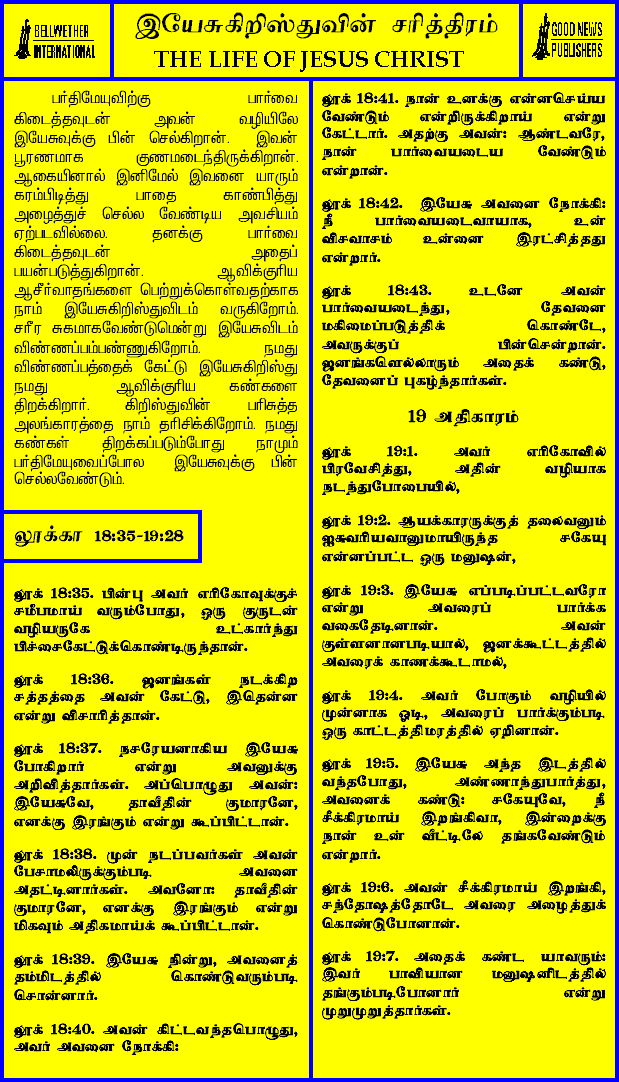 BELLWETHER
INTERNATIONAL
இயேசுகிறிஸ்துவின் சரித்திரம்
THE LIFE OF JESUS CHRIST
GOOD NEWS
PUBLISHERS
பர்திமேயுவிற்கு பார்வை
கிடைத்தவுடன் அவன் வழியிலே
இயேசுவுக்கு பின் செல்கிறான். இவன்
பூரணமாக குணமடைந்திருக்கிறான்.
ஆகையினால் இனிமேல் இவனை யாரும்
கரம்பிடித்து பாதை காண்பித்து
அழைத்துச் செல்ல வேண்டிய அவசியம்
ஏற்படவில்லை. தனக்கு பார்வை
கிடைத்தவுடன் அதைப்
பயன்படுத்துகிறான். ஆவிக்குரிய
ஆசீர்வாதங்களை பெற்றுக்கொள்வதற்காக
நாம் இயேசுகிறிஸ்துவிடம் வருகிறோம்.
சரீர சுகமாகவேண்டுமென்று இயேசுவிடம்
விண்ணப்பம்பண்ணுகிறோம். நமது
விண்ணப்பத்தைக் கேட்டு இயேசுகிறிஸ்து
நமது ஆவிக்குரிய கண்களை
திறக்கிறார். கிறிஸ்துவின் பரிசுத்த
அலங்காரத்தை நாம் தரிசிக்கிறோம். நமது
கண்கள் திறக்கப்படும்போது நாமும்
பர்திமேயுவைப்போல இயேசுவுக்கு பின்
செல்லவேண்டும்.
லூக்கா 18:35-19:28
லூக் 18:35. பின்பு அவர் எரிகோவுக்குச்
சமீபமாய் வரும்போது, ஒரு குருடன்
வழியருகே உட்கார்ந்து
பிச்சைகேட்டுக்கொண்டிருந்தான்.
லூக் 18:36. ஜனங்கள் நடக்கிற
சத்தத்தை அவன் கேட்டு, இதென்ன
என்று விசாரித்தான்.
லூக் 18:37. நசரேயனாகிய இயேசு
போகிறார் என்று அவனுக்கு
அறிவித்தார்கள். அப்பொழுது அவன்:
இயேசுவே, தாவீதின் குமாரனே,
எனக்கு இரங்கும் என்று கூப்பிட்டான்.
லூக் 18:38. முன் நடப்பவர்கள் அவன்
பேசாமலிருக்கும்படி அவனை
அதட்டினார்கள். அவனோ: தாவீதின்
குமாரனே, எனக்கு இரங்கும் என்று
மிகவும் அதிகமாய்க் கூப்பிட்டான்.
லூக் 18:39. இயேசு நின்று, அவனைத்
தம்மிடத்தில் கொண்டுவரும்படி
சொன்னார்.
லூக் 18:40. அவன் கிட்டவந்தபொழுது,
அவர் அவனை நோக்கி:
லூக் 18:41. நான் உனக்கு என்னசெய்ய
வேண்டும் என்றிருக்கிறாய் என்று
கேட்டார். அதற்கு அவன்: ஆண்டவரே,
நான் பார்வையடைய வேண்டும்
என்றான்.
லூக் 18:42. இயேசு அவனை நோக்கி:
நீ பார்வையடைவாயாக, உன்
விசுவாசம் உன்னை இரட்சித்தது
என்றார்.
லூக் 18:43. உடனே அவன்
பார்வையடைந்து, தேவனை
மகிமைப்படுத்திக் கொண்டே,
அவருக்குப் பின்சென்றான்.
ஜனங்களெல்லாரும் அதைக் கண்டு,
தேவனைப் புகழ்ந்தார்கள்.
19 அதிகாரம்
லூக் 19:1. அவர் எரிகோவில்
பிரவேசித்து, அதின் வழியாக
நடந்துபோபையில்,
லூக் 19:2. ஆயக்காரருக்குத் தலைவனும்
ஐசுவரியவானுமாயிருந்த சகேயு
என்னப்பட்ட ஒரு மனுஷன்,
லூக் 19:3. இயேசு எப்படிப்பட்டவரோ
என்று அவரைப் பார்க்க
வகைதேடினான். அவன்
குள்ளனானபடியால், ஜனக்கூட்டத்தில்
அவரைக் காணக்கூடாமல்,
லூக் 19:4. அவர் போகும் வழியில்
முன்னாக ஓடி, அவரைப் பார்க்கும்படி
ஒரு காட்டத்திமரத்தில் ஏறினான்.
லூக் 19:5. இயேசு அந்த இடத்தில்
வந்தபோது, அண்ணாந்துபார்த்து,
அவனைக் கண்டு: சகேயுவே, நீ
சீக்கிரமாய் இறங்கிவா, இன்றைக்கு
நான் உன் வீட்டிலே தங்கவேண்டும்
என்றார்.
லூக் 19:6. அவன் சீக்கிரமாய் இறங்கி,
சந்தோஷத்தோடே அவரை அழைத்துக்
கொண்டுபோனான்.
லூக் 19:7. அதைக் கண்ட யாவரும்:
இவர் பாவியான மனுஷனிடத்தில்
தங்கும்படிபோனார் என்று
முறுமுறுத்தார்கள்.